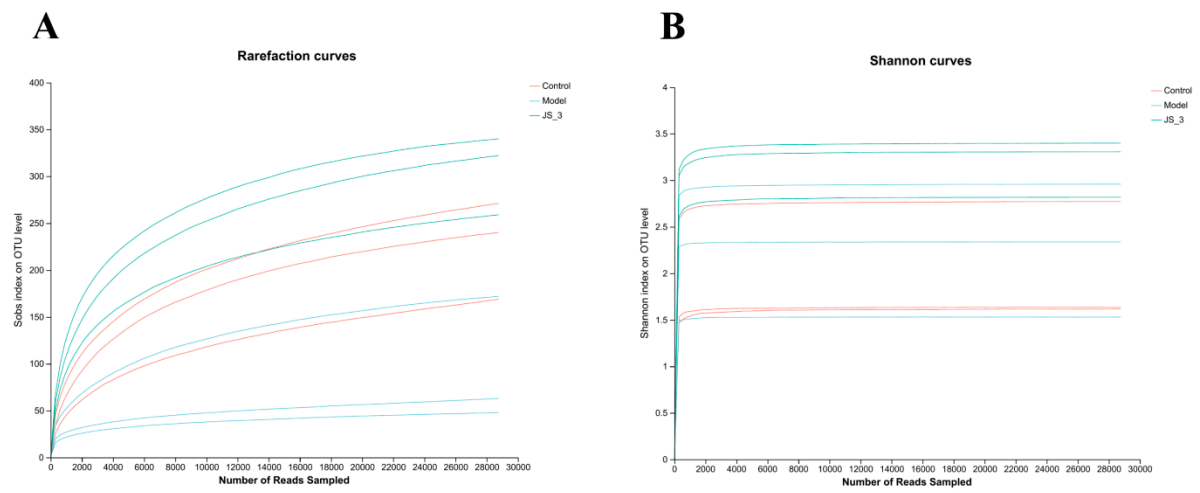 A
Rarefaction curves
400
350
300
250
200
150
100
50
0
Sobs index on OTU level
0 2000 4000 6000 8000 10000 12000 14000 16000 18000 20000 22000 24000 26000 28000 30000
Number of Reads Sampled
Control
Model
JS_3
B
Shannon curves
4
3.5
3
2.5
2
1.5
1
0.5
0
Shannon index on OTU level
0 2000 4000 6000 8000 10000 12000 14000 16000 18000 20000 22000 24000 26000 28000 30000
Number of Reads Sampled
Control
Model
JS_3